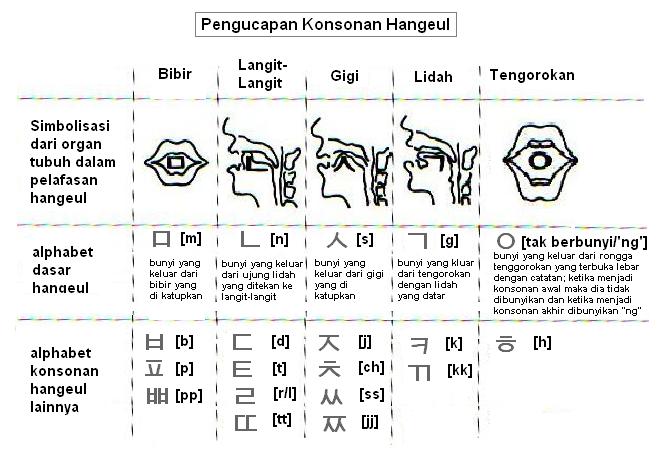 Pengucapan Konsonan Hangeul
Bibir
Langit-
Langit
Gigi
Lidah
Tengorokan
Simbolisasi
dari organ
tubuh dalam
pelafasan
hangeul
alphabet
dasar
hangeul
ㅁ [m]
bunyi yang
keluar dari
bibir yang
di katupkan
ㄴ [n]
bunyi yang keluar
dari ujung lidah
yang ditekan ke
langit-langit
ㅅ [s]
bunyi yang
keluar dari gigi
yang di
katupkan
ㄱ [g]
bunyi yang kluar
dari tengorokan
dengan lidah
yang datar
ㅇ [tak berbunyi/'ng']
bunyi yang keluar dari rongga
tenggorokan yang terbuka lebar
dengan catatan; ketika menjadi
konsonan awal maka dia tidak
dibunyikan dan ketika menjadi
konsonan akhir dibunyikan "ng"
alphabet
konsonan
hangeul
lainnya
ㅂ [b]
ㅍ [p]
ㅃ [pp]
ㄷ [d]
ㅌ [t]
ㄹ [r/l]
ㄸ [tt]
ㅈ [j]
ㅊ [ch]
ㅆ [ss]
ㅉ [jj]
ㅋ [k]
ㄲ [kk]
ㅎ [h]